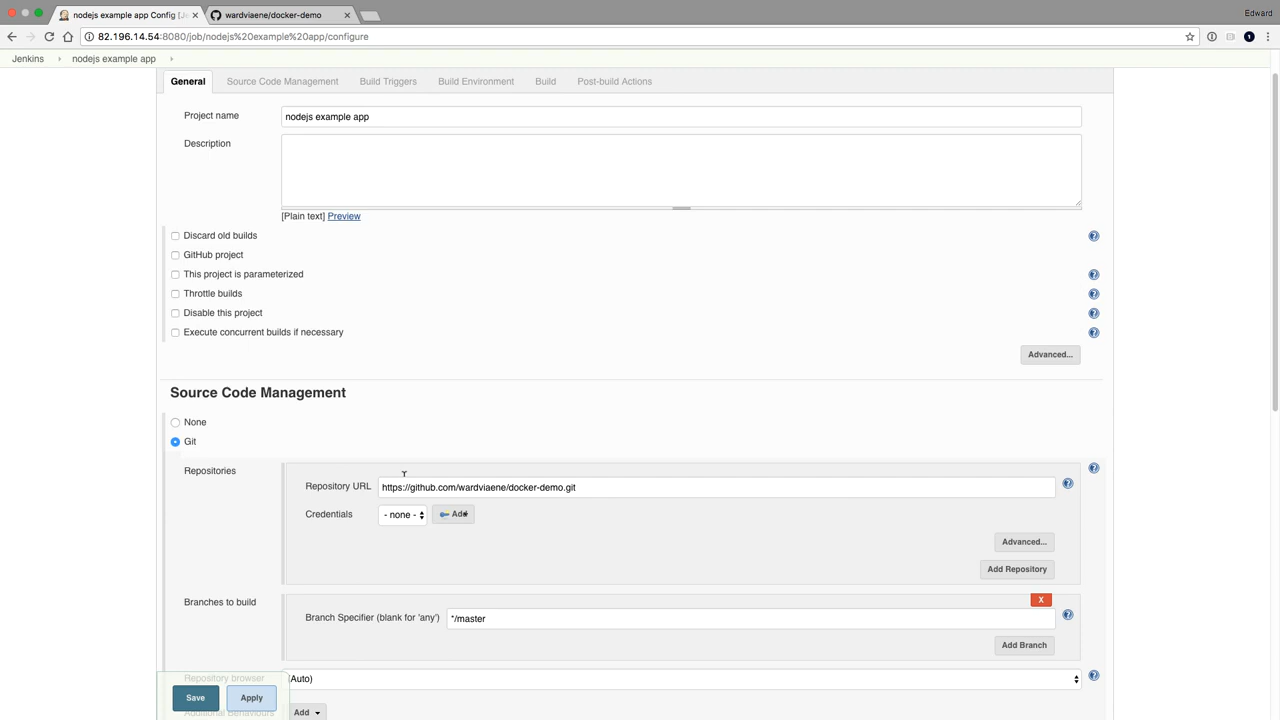 nodejs example app Config [Je
wardviaene/docker-demo
Edward
82.196.14.54:8080/job/nodejs%20example%20app/configure
Jenkins
nodejs example app
General
Source Code Management
Build Triggers
Build Environment
Build
Post-build Actions
Project name
nodejs example app
Description
[Plain text] Preview
Discard old builds
GitHub project
This project is parameterized
Throttle builds
Disable this project
Execute concurrent builds if necessary
Advanced...
Source Code Management
None
Git
Repositories
Repository URL
https://github.com/wardviaene/docker-demo.git
Credentials
- none -
Add
Advanced...
Add Repository
Branches to build
X
Branch Specifier (blank for 'any')
*/master
Add Branch
Repository browser
(Auto)
Save
Apply
Additional Behaviours
Add